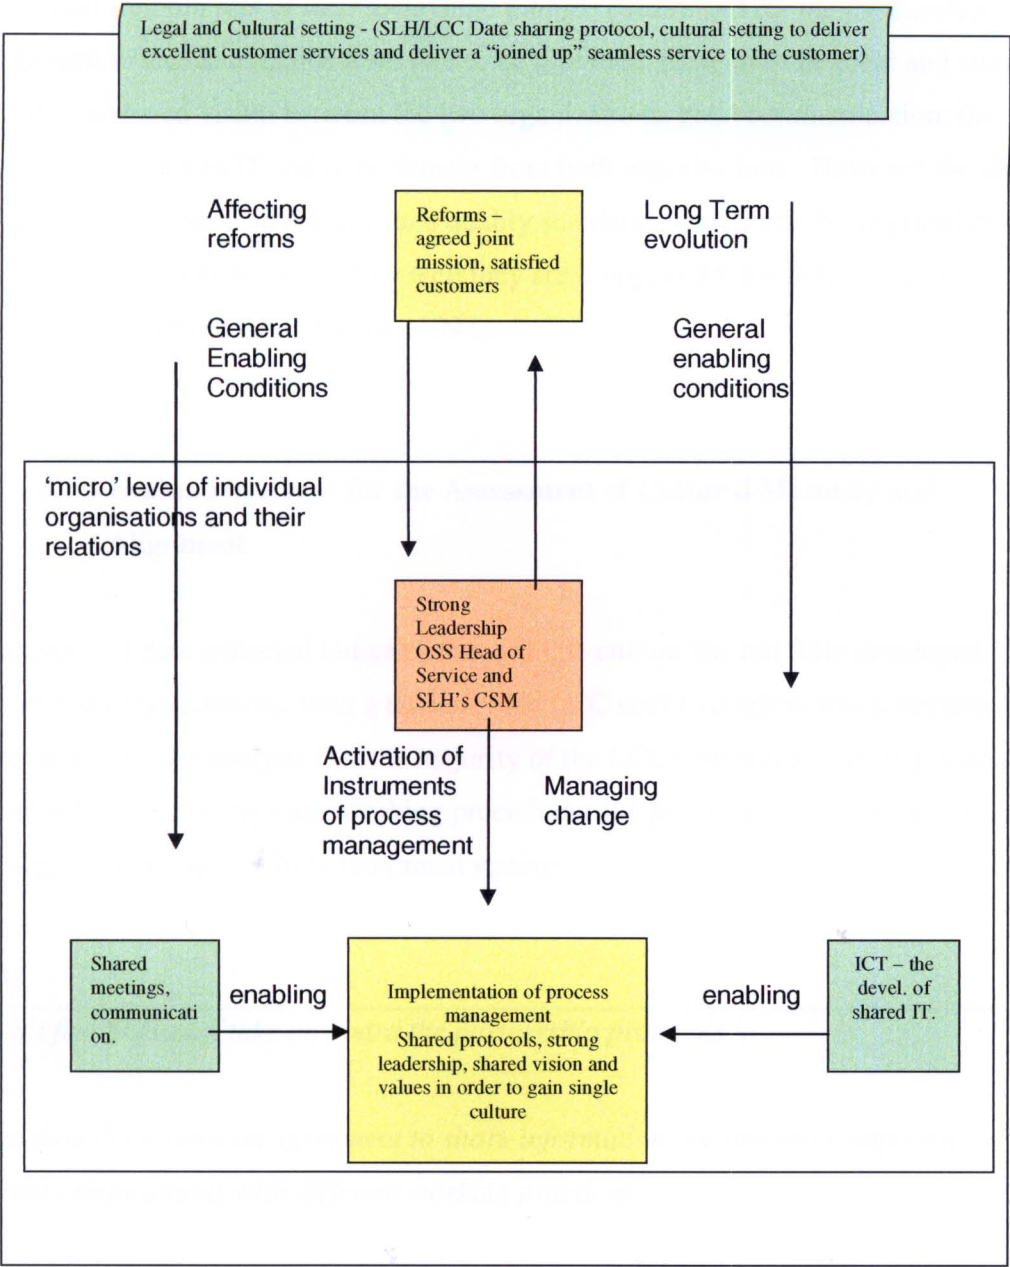 Legal and Cultural setting - (SLH/LCC Date sharing protocol, cultural setting to deliver
excellent customer services and deliver a “joined up” seamless service to the customer)
Affecting
reforms
Reforms –
agreed joint
mission, satisfied
customers
Long Term
evolution
General
Enabling
Conditions
General
enabling
conditions
‘micro’ level of individual
organisations and their
relations
Strong
Leadership
OSS Head of
Service and
SLH’s CSM
Activation of
Instruments
of process
management
Managing
change
Shared
meetings,
communicati
on.
enabling
Implementation of process
management
Shared protocols, strong
leadership, shared vision and
values in order to gain single
culture
enabling
ICT – the
devel. of
shared IT.